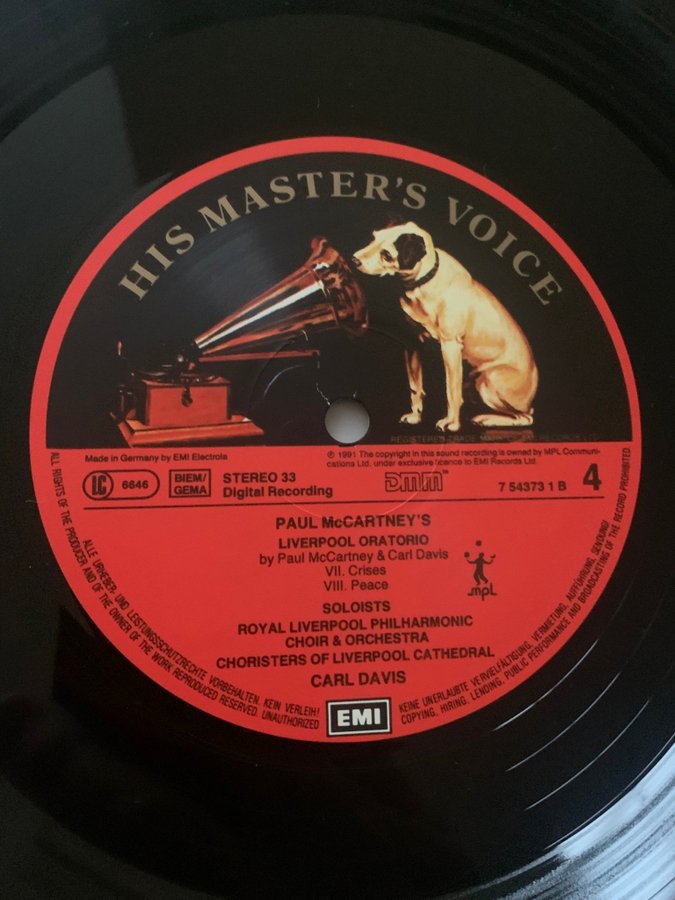 HIS MASTER'S VOICE
REGISTERED TRADE MARK
Made in Germany by EMI Electrola
℗ 1991 The copyright in this sound recording is owned by MPL Communi-
cations Ltd. under exclusive licence to EMI Records Ltd.
LC 6646
BIEM/
GEMA
STEREO 33
Digital Recording
DMM™
7 54373 1 B
4
PAUL McCARTNEY'S
LIVERPOOL ORATORIO
by Paul McCartney & Carl Davis
VII. Crises
VIII. Peace
mpL
SOLOISTS
ROYAL LIVERPOOL PHILHARMONIC
CHOIR & ORCHESTRA
CHORISTERS OF LIVERPOOL CATHEDRAL
CARL DAVIS
EMI
ALLE URHEBER- UND LEISTUNGSSCHUTZRECHTE VORBEHALTEN. KEIN VERLEIH!
KEINE UNERLAUBTE VERVIELFÄLTIGUNG, VERMIETUNG, AUFFÜHRUNG, SENDUNG!
ALL RIGHTS OF THE PRODUCER AND OF THE OWNER OF THE WORK REPRODUCED RESERVED. UNAUTHORIZED
COPYING, HIRING, LENDING, PUBLIC PERFORMANCE AND BROADCASTING OF THE RECORD PROHIBITED